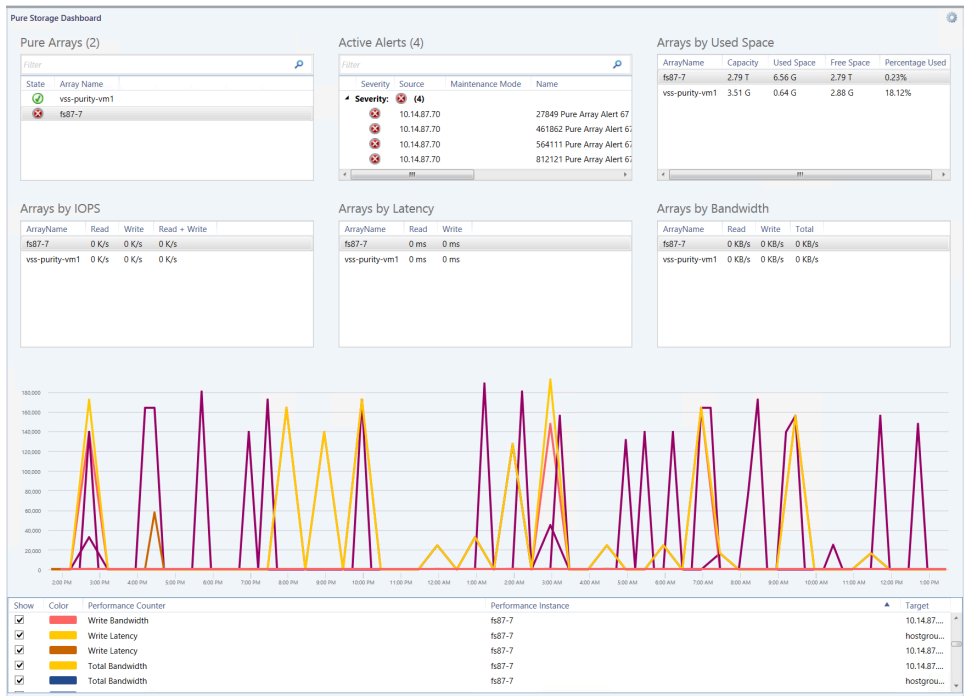 Pure Storage Dashboard
Pure Arrays (2)
Filter
State Array Name
vss-purity-vm1
fs87-7
Active Alerts (4)
Filter
Severity Source Maintenance Mode Name
Severity: (4)
10.14.87.70 27849 Pure Array Alert 67
10.14.87.70 461862 Pure Array Alert 67
10.14.87.70 564111 Pure Array Alert 67
10.14.87.70 812121 Pure Array Alert 67
Arrays by Used Space
ArrayName Capacity Used Space Free Space Percentage Used
fs87-7 2.79 T 6.56 G 2.79 T 0.23%
vss-purity-vm1 3.51 G 0.64 G 2.88 G 18.12%
Arrays by IOPS
ArrayName Read Write Read + Write
fs87-7 0 K/s 0 K/s 0 K/s
vss-purity-vm1 0 K/s 0 K/s 0 K/s
Arrays by Latency
ArrayName Read Write
fs87-7 0 ms 0 ms
vss-purity-vm1 0 ms 0 ms
Arrays by Bandwidth
ArrayName Read Write Total
fs87-7 0 KB/s 0 KB/s 0 KB/s
vss-purity-vm1 0 KB/s 0 KB/s 0 KB/s
180,000
160,000
140,000
120,000
100,000
80,000
60,000
40,000
20,000
0
2:00 PM 3:00 PM 4:00 PM 5:00 PM 6:00 PM 7:00 PM 8:00 PM 9:00 PM 10:00 PM 11:00 PM 12:00 AM 1:00 AM 2:00 AM 3:00 AM 4:00 AM 5:00 AM 6:00 AM 7:00 AM 8:00 AM 9:00 AM 10:00 AM 11:00 AM 12:00 PM 1:00 PM
Show Color Performance Counter Performance Instance Target
Write Bandwidth fs87-7 10.14.87....
Write Latency fs87-7 hostgrou...
Write Latency fs87-7 10.14.87....
Total Bandwidth fs87-7 10.14.87....
Total Bandwidth fs87-7 hostgrou...